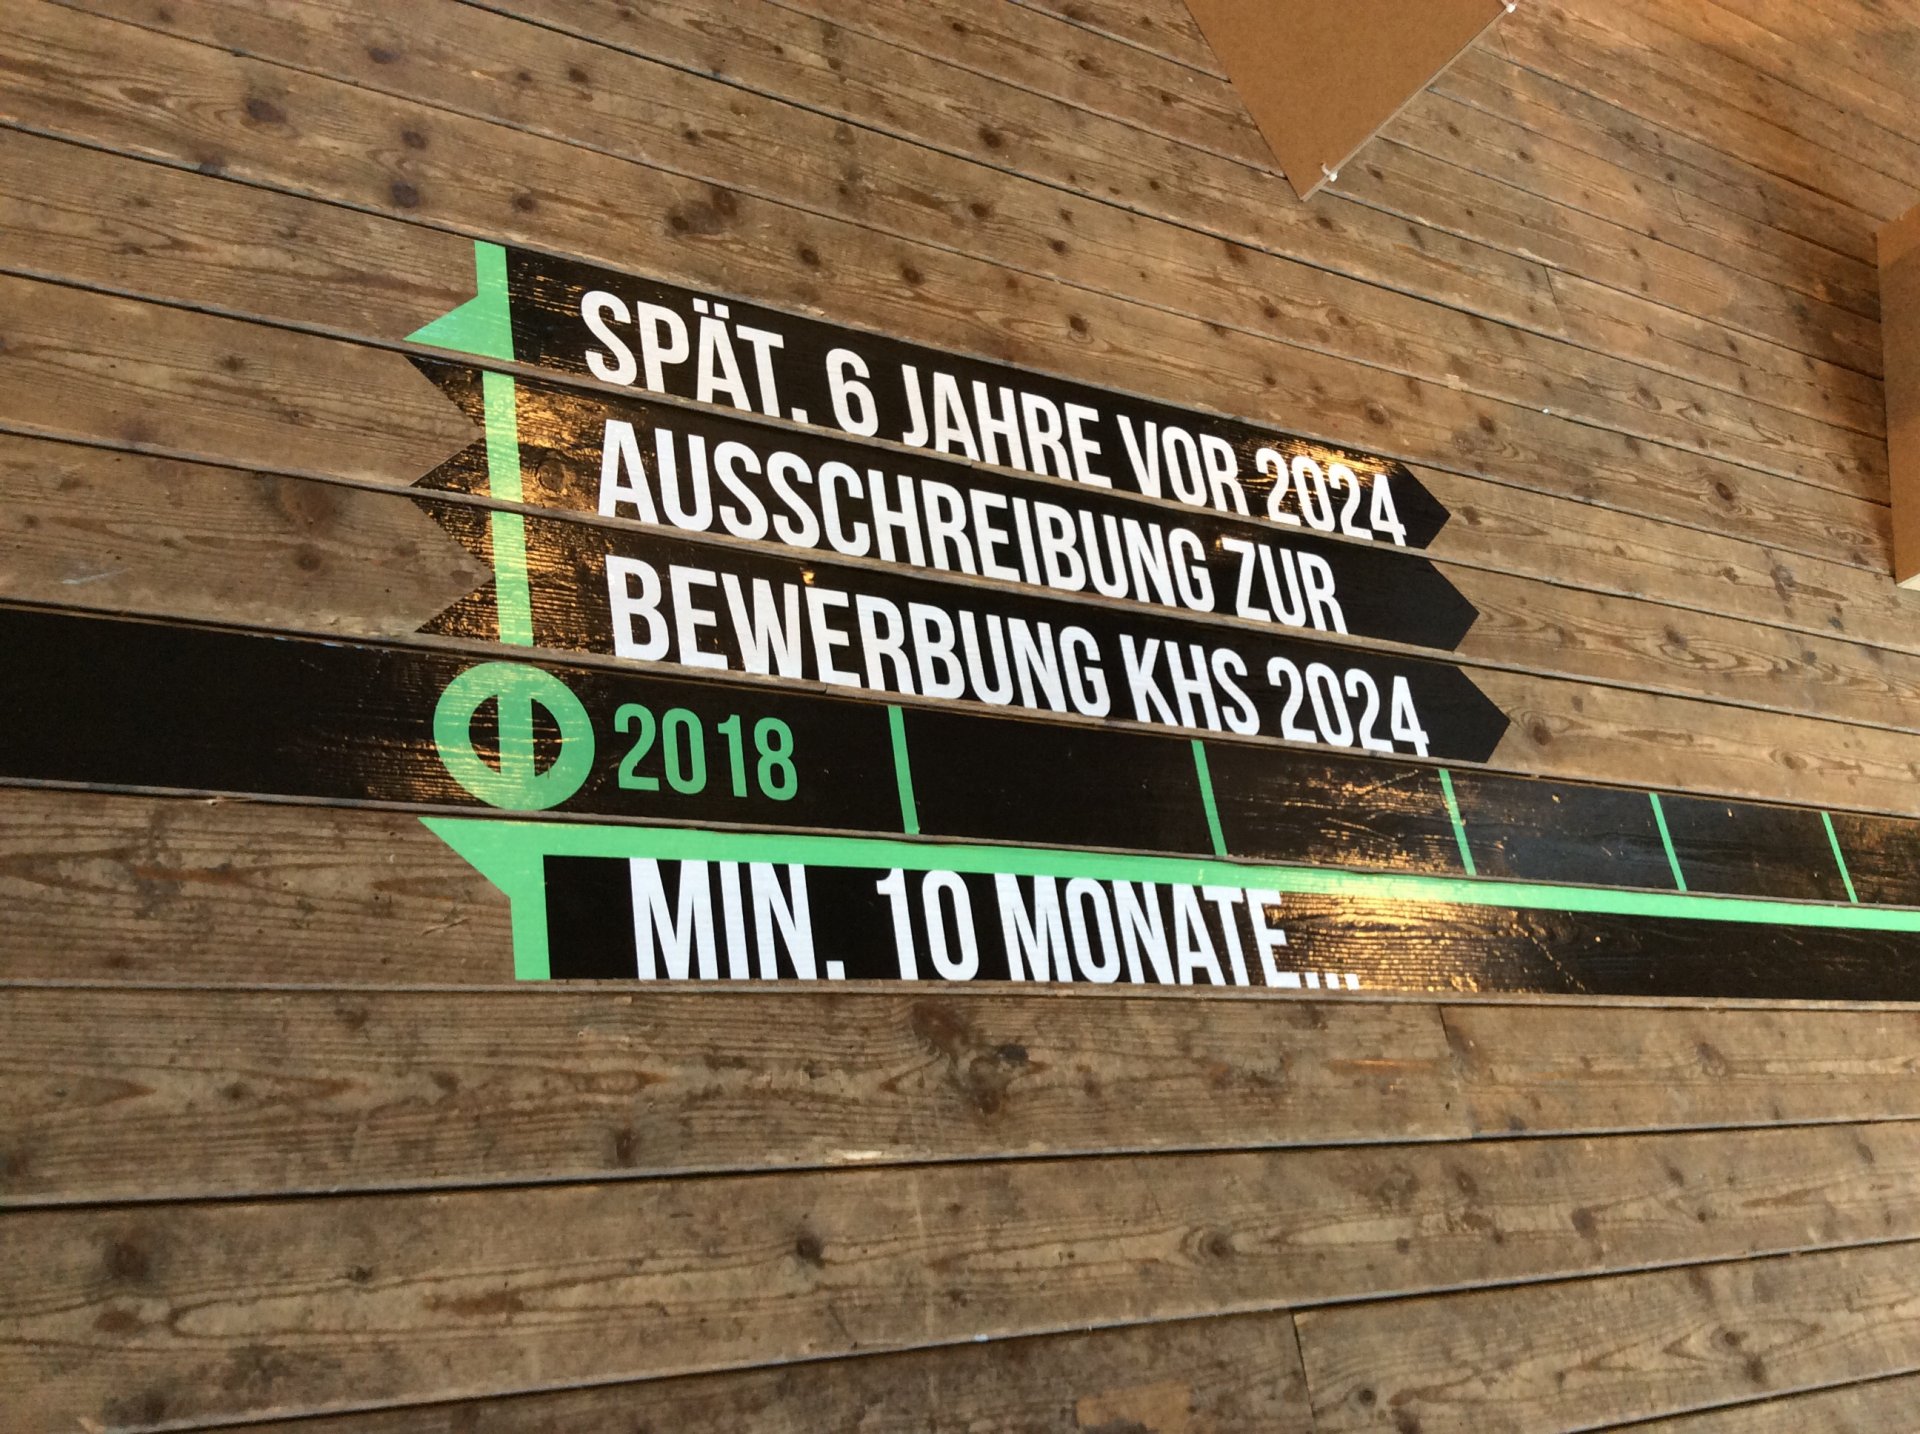 SPÄT. 6 JAHRE VOR 2024
AUSSCHREIBUNG ZUR
BEWERBUNG KHS 2024
2018
MIN. 10 MONATE...